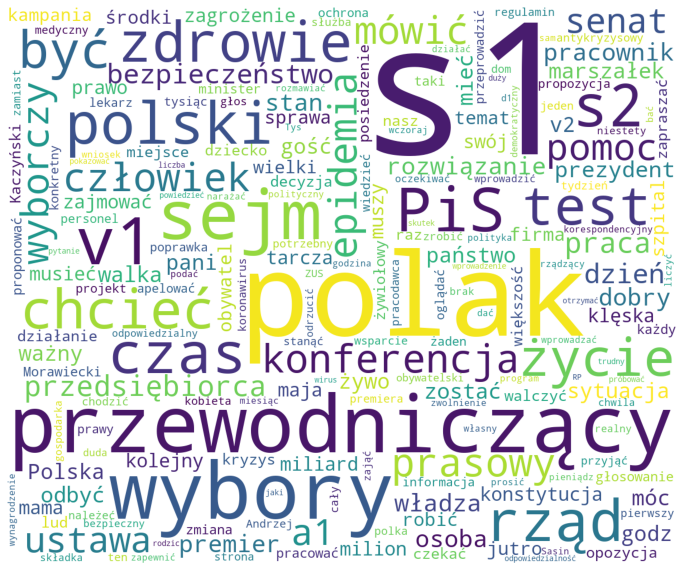 kampania
środki
zagrożenie
ochrona
służba
mówić
regulamin
samantykryzysowy
senat
medyczny
być
zdrowie
s1
działać
przeprowadzić
pracownik
bezpieczeństwo
minister
rozmawiać
mieć
taki
dom
duży
propozycja
marszałek
zamiast
prawo
lekarz
tysiąc
głos
stan
posiedzenie
nasz
d1
jeden
s2
zapraszać
Kaczyński
wyborczy
polski
sprawa
tys
wczoraj
temat
demokratyczny
v2
bać
niestety
pomoc
konkretny
wniosek
pokazować
miejsce
dziecko
gość
epidemia
wiedzieć
swój
człowiek
liczba
wielki
decyzja
rozwiązanie
prezydent
proponować
zajmować
powiedzieć
narażać
polityczny
oczekiwać
wprowadzić
tydzień
szpital
personel
sejm
muszy
PiS
test
skutek
korespondencyjny
pytanie
poprawka
potrzebny
raz
zrobić
polityka
firma
praca
musieć
walka
v1
pani
tarcza
obywatel
koronawirus
ZUS
godzina
żywiołowy
pracodawca
państwo
wprowadzenie
rządzący
dzień
liczyć
projekt
apelować
podać
polak
oglądać
brak
większość
otrzymać
dobry
chcieć
odrzucić
dać
klęska
każdy
działanie
odpowiedzialny
stanąć
wsparcie
żaden
wprowadzać
ważny
Morawiecki
czas
konferencja
życie
trudny
przedsiębiorca
wirus
maja
żywo
obywatelski
zostać
program
RP
próbować
sytuacja
chodzić
kobieta
miesiąc
premiera
zwolnienie
walczyć
chwila
gospodarka
prawy
duda
przewodniczący
własny
realny
Polska
kolejny
kryzys
miliard
zająć
prasowy
informacja
prosić
pieniądz
przyjąć
głosowanie
wynagrodzenie
odbyć
należeć
wybory
jaki
cały
władza
konstytucja
móc
mama
bezpieczny
rząd
pierwszy
lud
zmiana
Andrzej
polka
robić
osoba
godz
ustawa
premier
a1
milion
czekać
jutro
Sasin
opozycja
składka
ten
zapewnić
rodzic
strona
pracować
odpowiedzialność